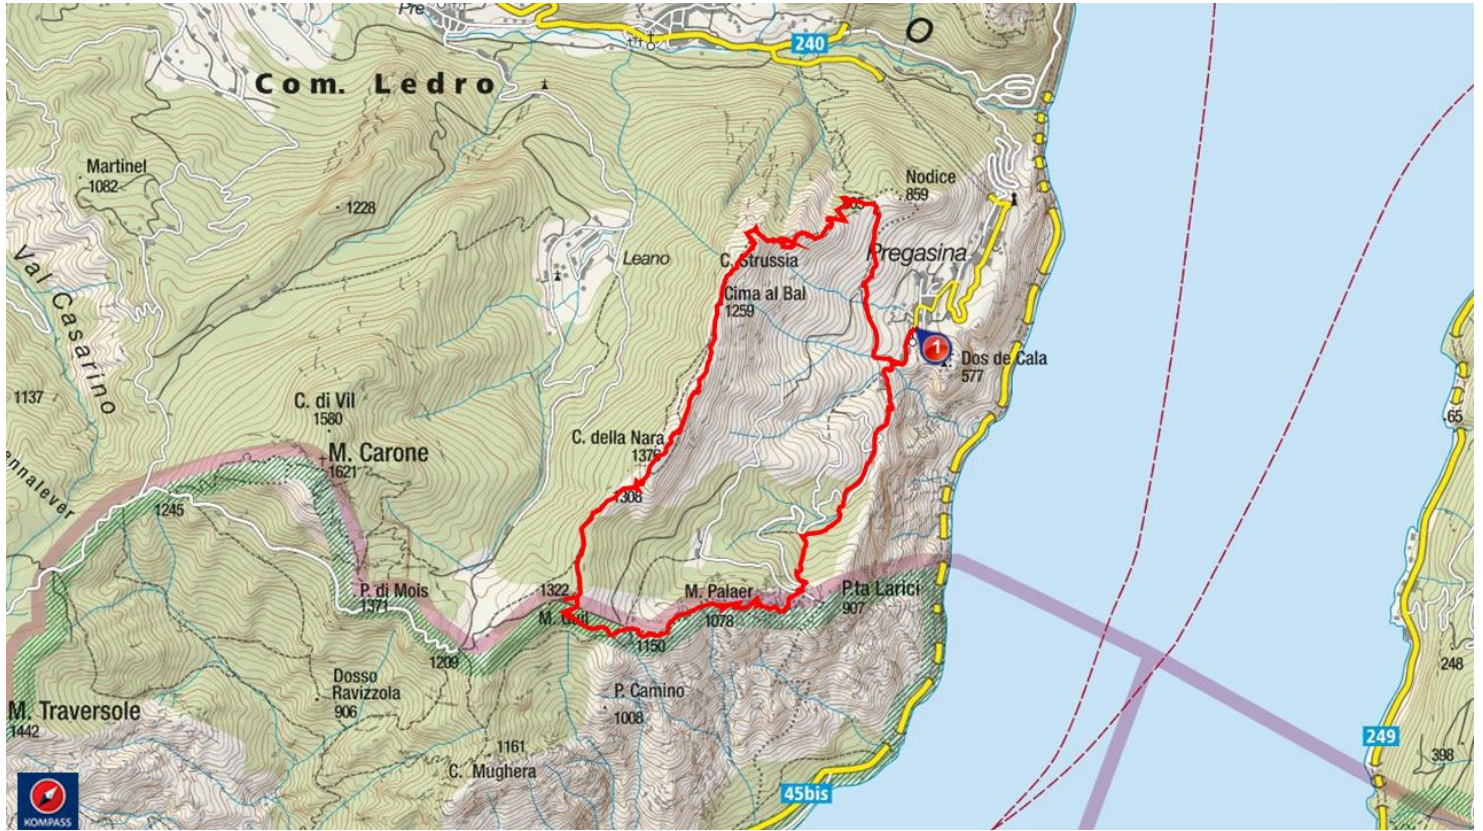 Pre
240
O
Com. Ledro
Martinel
1082
Nodice
859
1228
865
Pregasina
Leano
C. Strussia
Val Casarino
Cima al Bal
1259
1
Dos de Cala
577
1137
C. di Vil
1580
65
C. della Nara
1376
M. Carone
1621
1308
1245
P. di Mois
1371
1322
M. Palaer
1078
P.ta Larici
907
M. Guil
1150
1209
248
Dosso
Ravizzola
906
P. Camino
1008
M. Traversole
1442
249
1161
398
C. Mughera
45bis
KOMPASS